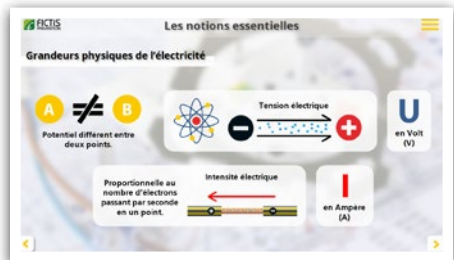 FICTIS
Les notions essentielles
Grandeurs physiques de l'électricité
A ≠ B
Potentiel différent entre
deux points.
Tension électrique
U
en Volt
(V)
Proportionnelle au
nombre d'électrons
passant par seconde
en un point.
Intensité électrique
I
en Ampère
(A)